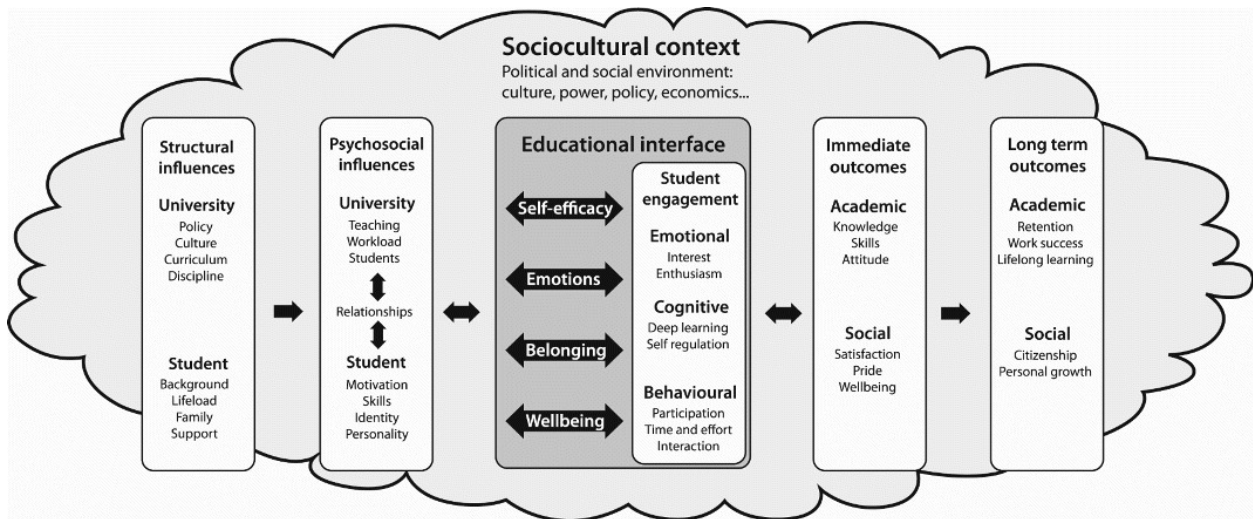 Sociocultural context
Political and social environment:
culture, power, policy, economics...
Structural
influences
University
Policy
Culture
Curriculum
Discipline
Student
Background
Lifeload
Family
Support
Psychosocial
influences
University
Teaching
Workload
Students
Relationships
Student
Motivation
Skills
Identity
Personality
Educational interface
Self-efficacy
Emotions
Belonging
Wellbeing
Student
engagement
Emotional
Interest
Enthusiasm
Cognitive
Deep learning
Self regulation
Behavioural
Participation
Time and effort
Interaction
Immediate
outcomes
Academic
Knowledge
Skills
Attitude
Social
Satisfaction
Pride
Wellbeing
Long term
outcomes
Academic
Retention
Work success
Lifelong learning
Social
Citizenship
Personal growth